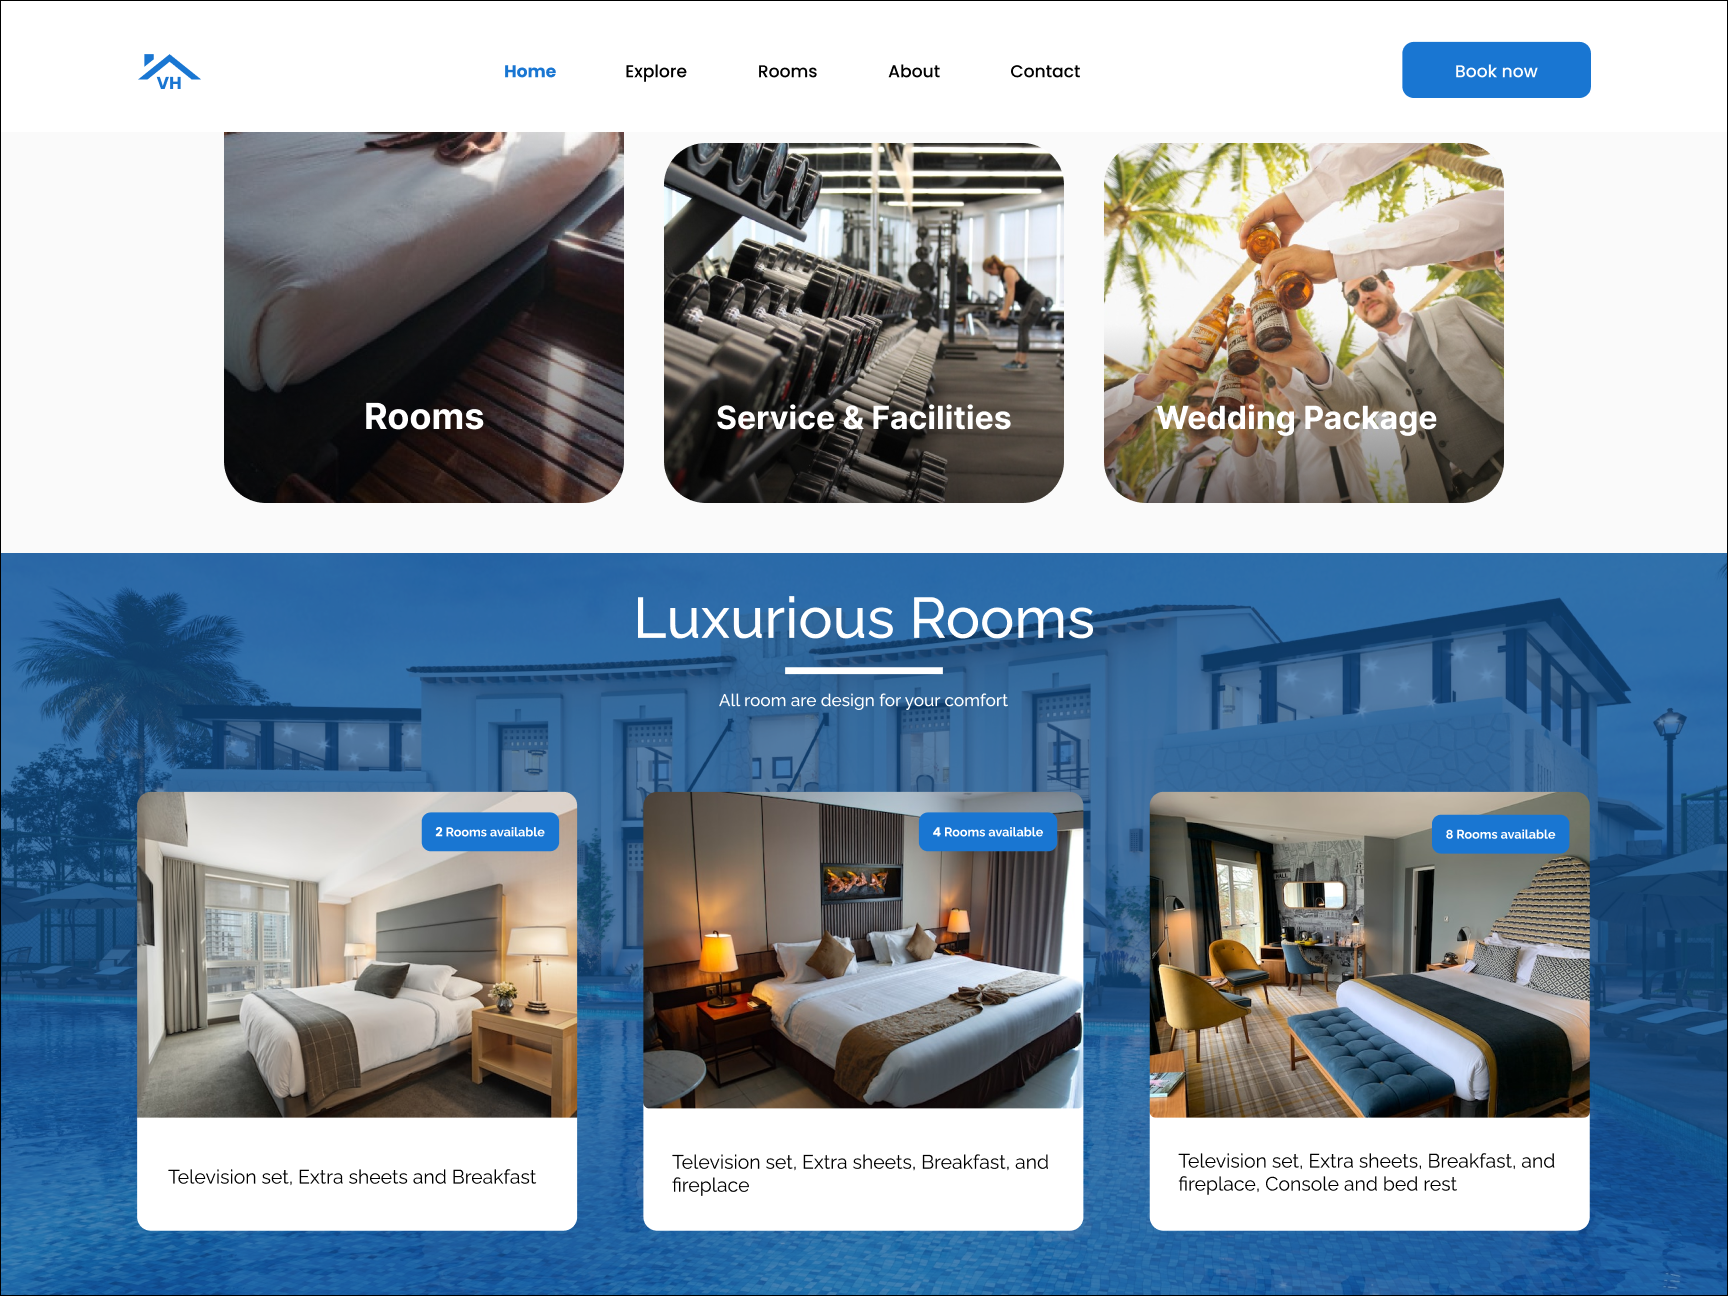 VH
Home
Explore
Rooms
About
Contact
Book now
Rooms
Service & Facilities
Wedding Package
Luxurious Rooms
All room are design for your comfort
2 Rooms available
4 Rooms available
8 Rooms available
Television set, Extra sheets and Breakfast
Television set, Extra sheets, Breakfast, and
fireplace
Television set, Extra sheets, Breakfast, and
fireplace, Console and bed rest